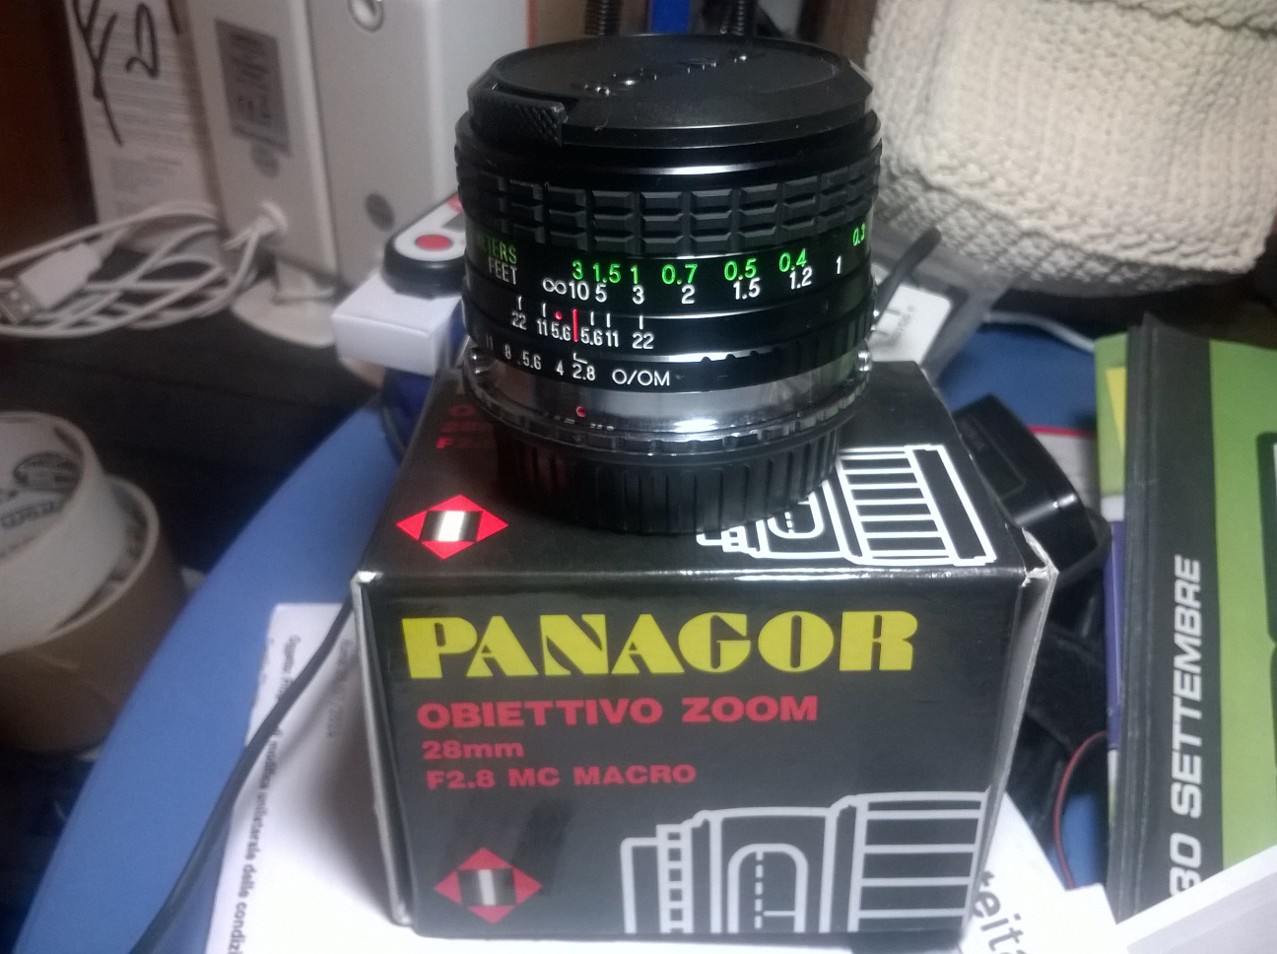 METERS
FEET
3 1.5 1 0.7 0.5 0.4 0.3
∞ 10 5 3 2 1.5 1.2 1
22 11 5.6 5.6 11 22
11 8 5.6 4 2.8 O/OM
PANAGOR
OBIETTIVO ZOOM
28mm
F2.8 MC MACRO
30 SETTEMBRE